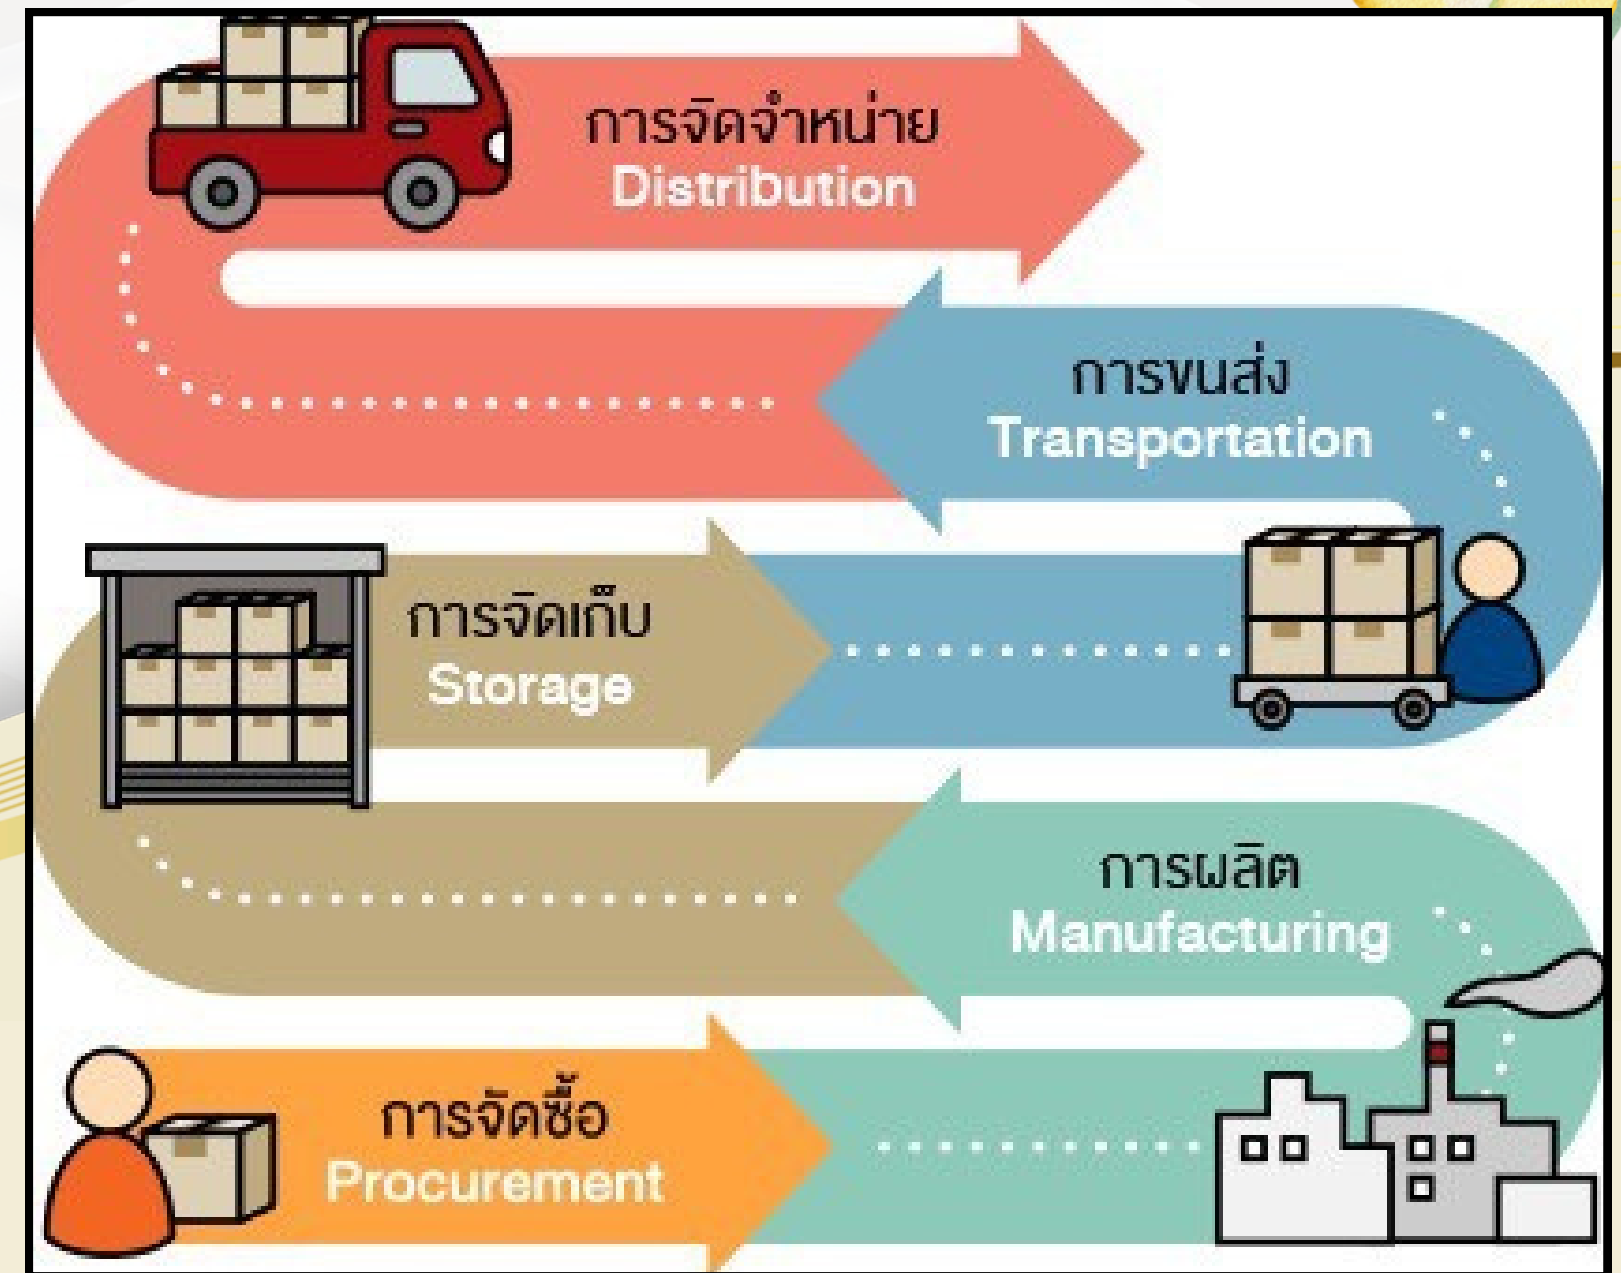 การจัดจำหน่าย
Distribution
การขนส่ง
Transportation
การจัดเก็บ
Storage
การผลิต
Manufacturing
การจัดซื้อ
Procurement